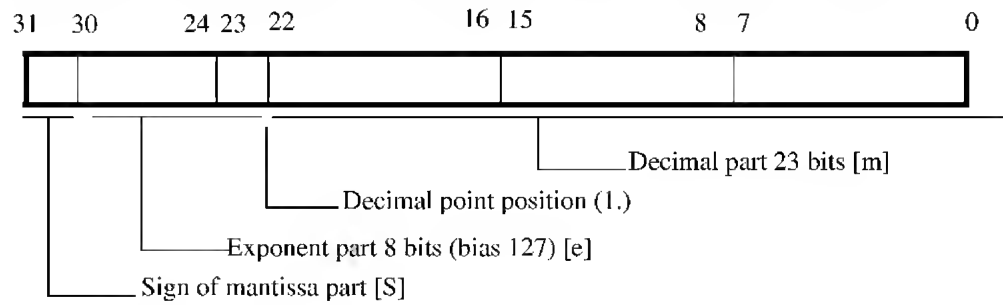 31 30 24 23 22 16 15 8 7 0
Decimal part 23 bits [m]
Decimal point position (1.)
Exponent part 8 bits (bias 127) [e]
Sign of mantissa part [S]